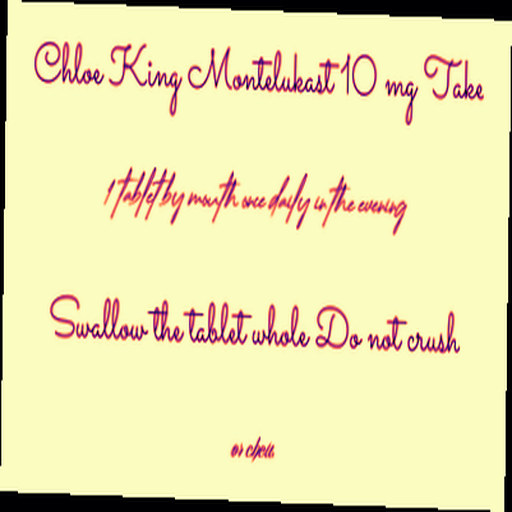 Chloe King Montelukast 10 mg Take
1 tablet by mouth once daily in the evening
Swallow the tablet whole Do not crush
or chew